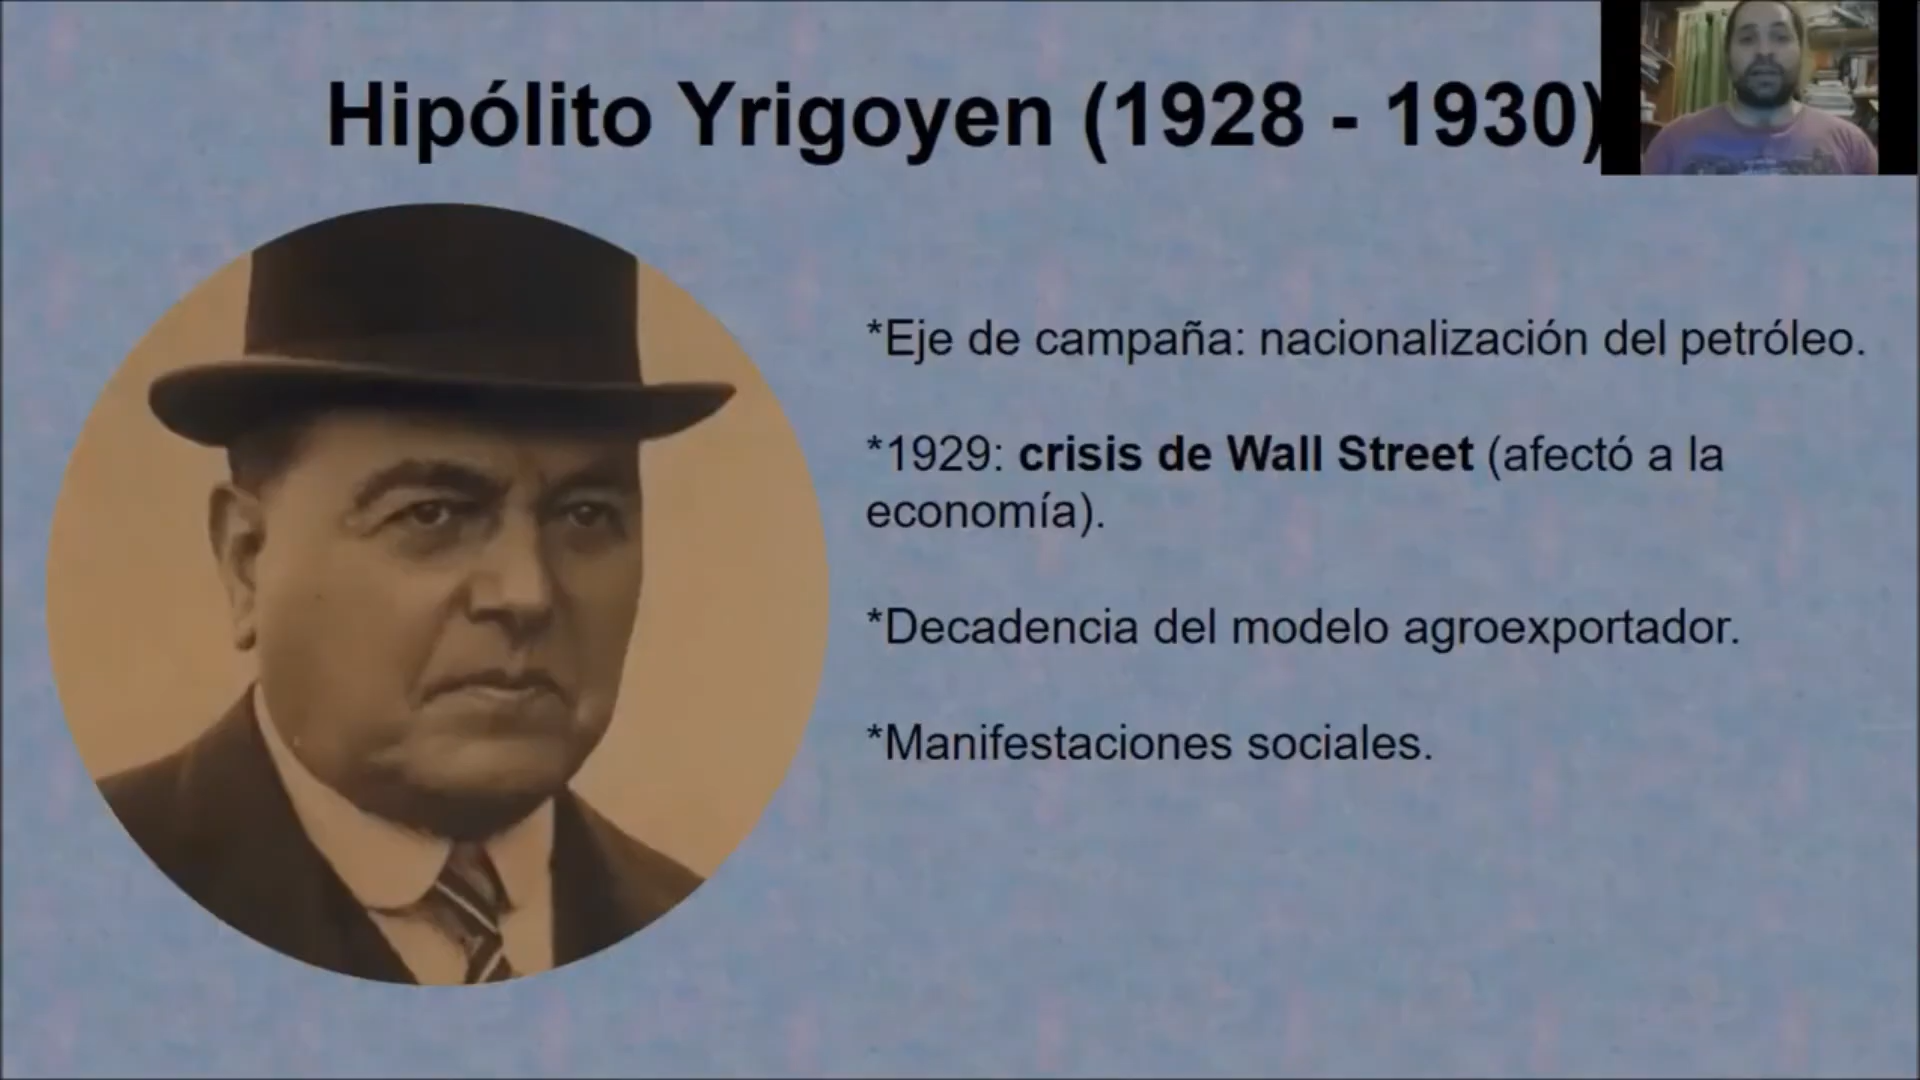 Hipólito Yrigoyen (1928 - 1930)
*Eje de campaña: nacionalización del petróleo.
*1929: crisis de Wall Street (afectó a la
economía).
*Decadencia del modelo agroexportador.
*Manifestaciones sociales.